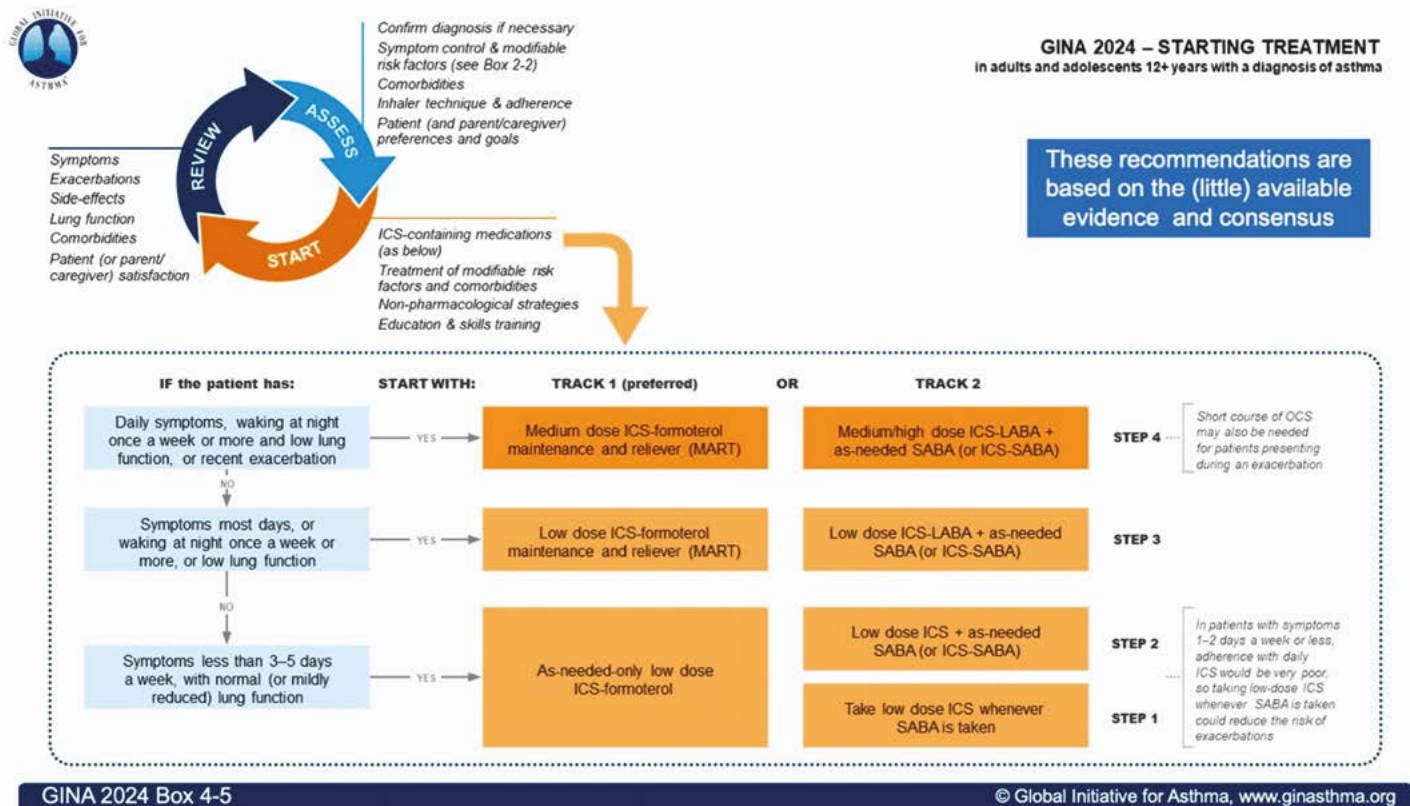 GLOBAL INITIATIVE FOR
ASTHMA
GINA 2024 – STARTING TREATMENT
in adults and adolescents 12+ years with a diagnosis of asthma
These recommendations are
based on the (little) available
evidence and consensus
REVIEW
ASSESS
START
Confirm diagnosis if necessary
Symptom control & modifiable
risk factors (see Box 2-2)
Comorbidities
Inhaler technique & adherence
Patient (and parent/caregiver)
preferences and goals
Symptoms
Exacerbations
Side-effects
Lung function
Comorbidities
Patient (or parent/
caregiver) satisfaction
ICS-containing medications
(as below)
Treatment of modifiable risk
factors and comorbidities
Non-pharmacological strategies
Education & skills training
IF the patient has:
START WITH:
TRACK 1 (preferred)
OR
TRACK 2
Daily symptoms, waking at night
once a week or more and low lung
function, or recent exacerbation
YES
Medium dose ICS-formoterol
maintenance and reliever (MART)
Medium/high dose ICS-LABA +
as-needed SABA (or ICS-SABA)
STEP 4
Short course of OCS
may also be needed
for patients presenting
during an exacerbation
NO
Symptoms most days, or
waking at night once a week or
more, or low lung function
YES
Low dose ICS-formoterol
maintenance and reliever (MART)
Low dose ICS-LABA + as-needed
SABA (or ICS-SABA)
STEP 3
NO
Symptoms less than 3–5 days
a week, with normal (or mildly
reduced) lung function
YES
As-needed-only low dose
ICS-formoterol
Low dose ICS + as-needed
SABA (or ICS-SABA)
STEP 2
Take low dose ICS whenever
SABA is taken
STEP 1
In patients with symptoms
1–2 days a week or less,
adherence with daily
ICS would be very poor,
so taking low-dose ICS
whenever SABA is taken
could reduce the risk of
exacerbations
GINA 2024 Box 4-5
© Global Initiative for Asthma, www.ginasthma.org